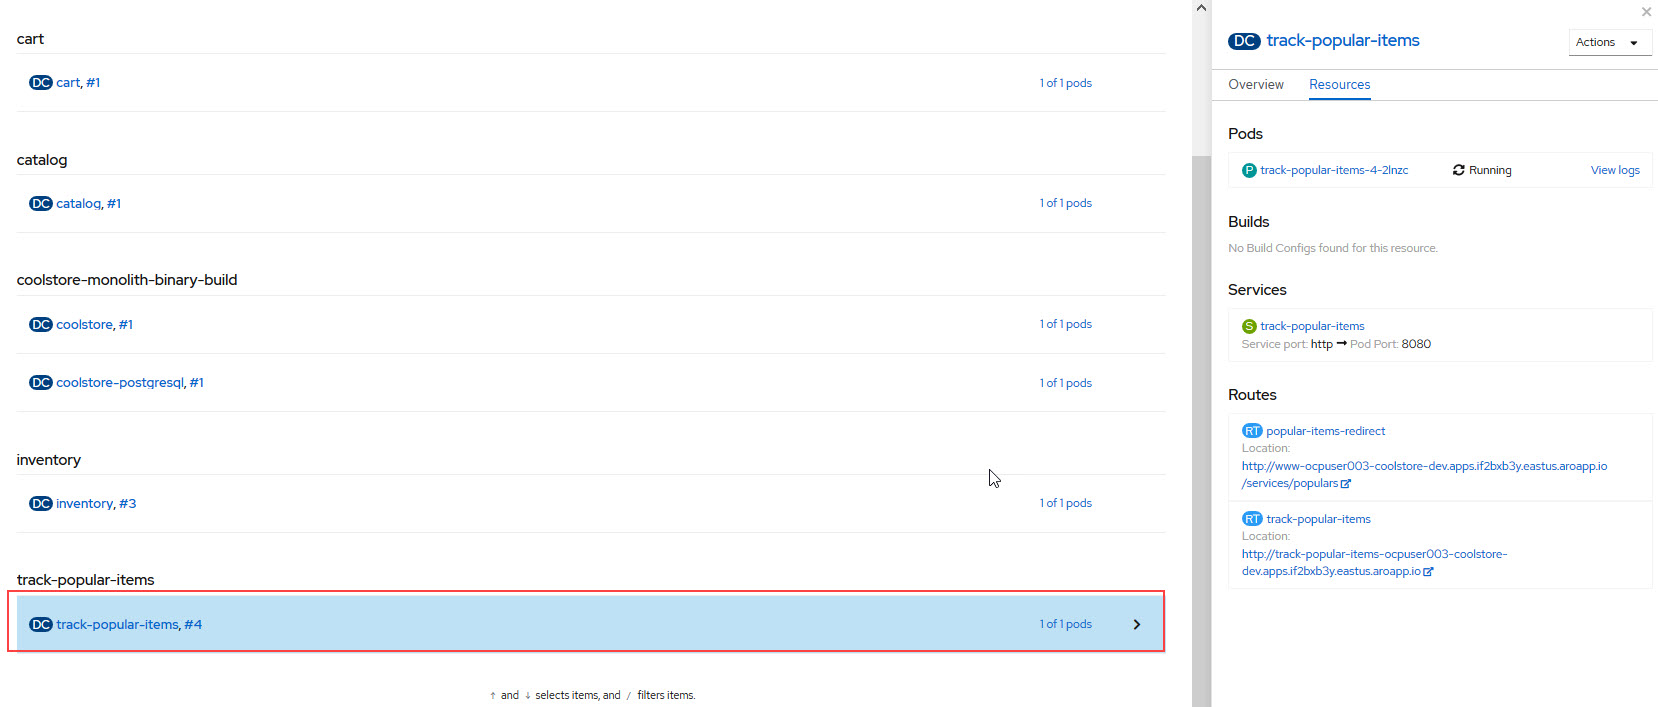 cart
DC cart, #1 1 of 1 pods
catalog
DC catalog, #1 1 of 1 pods
coolstore-monolith-binary-build
DC coolstore, #1 1 of 1 pods
DC coolstore-postgresql, #1 1 of 1 pods
inventory
DC inventory, #3 1 of 1 pods
track-popular-items
DC track-popular-items, #4 1 of 1 pods
↑ and ↓ selects items, and / filters items.
DC track-popular-items
Actions
Overview Resources
Pods
P track-popular-items-4-2lnzc Running View logs
Builds
No Build Configs found for this resource.
Services
S track-popular-items
Service port: http → Pod Port: 8080
Routes
RT popular-items-redirect
Location:
http://www-ocpuser003-coolstore-dev.apps.if2bxb3y.eastus.aroapp.io
/services/populars
RT track-popular-items
Location:
http://track-popular-items-ocpuser003-coolstore-
dev.apps.if2bxb3y.eastus.aroapp.io